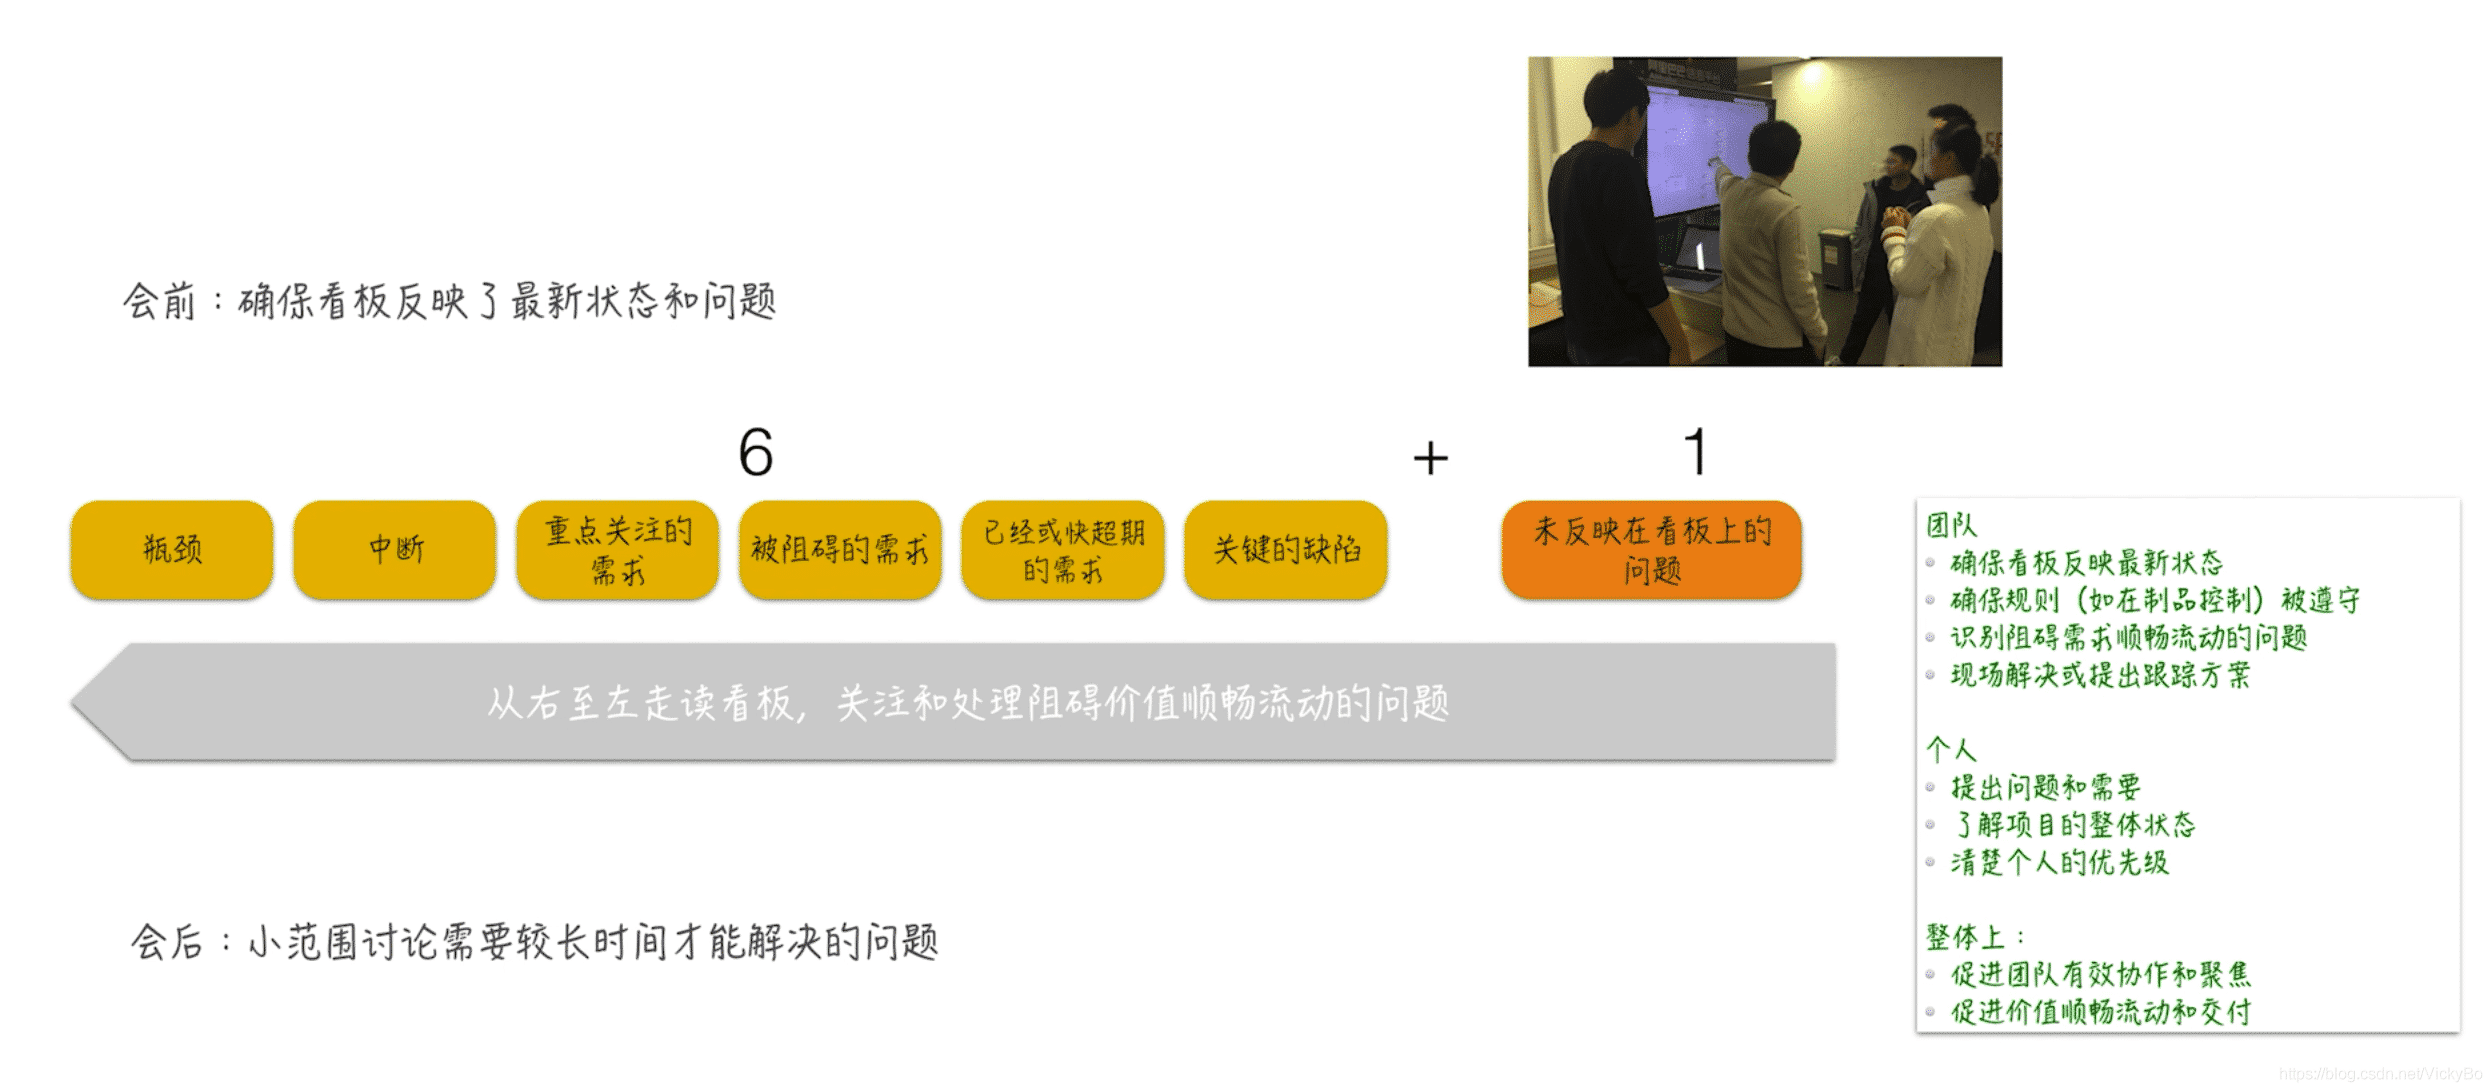 会前：确保看板反映了最新状态和问题
6
+
1
瓶颈
中断
重点关注的
需求
被阻碍的需求
已经或快超期
的需求
关键的缺陷
未反映在看板上的
问题
从右至左走读看板，关注和处理阻碍价值顺畅流动的问题
会后：小范围讨论需要较长时间才能解决的问题
团队
确保看板反映最新状态
确保规则（如在制品控制）被遵守
识别阻碍需求顺畅流动的问题
现场解决或提出跟踪方案
个人
提出问题和需要
了解项目的整体状态
清楚个人的优先级
整体上：
促进团队有效协作和聚焦
促进价值顺畅流动和交付
https://blog.csdn.net/VickyBo